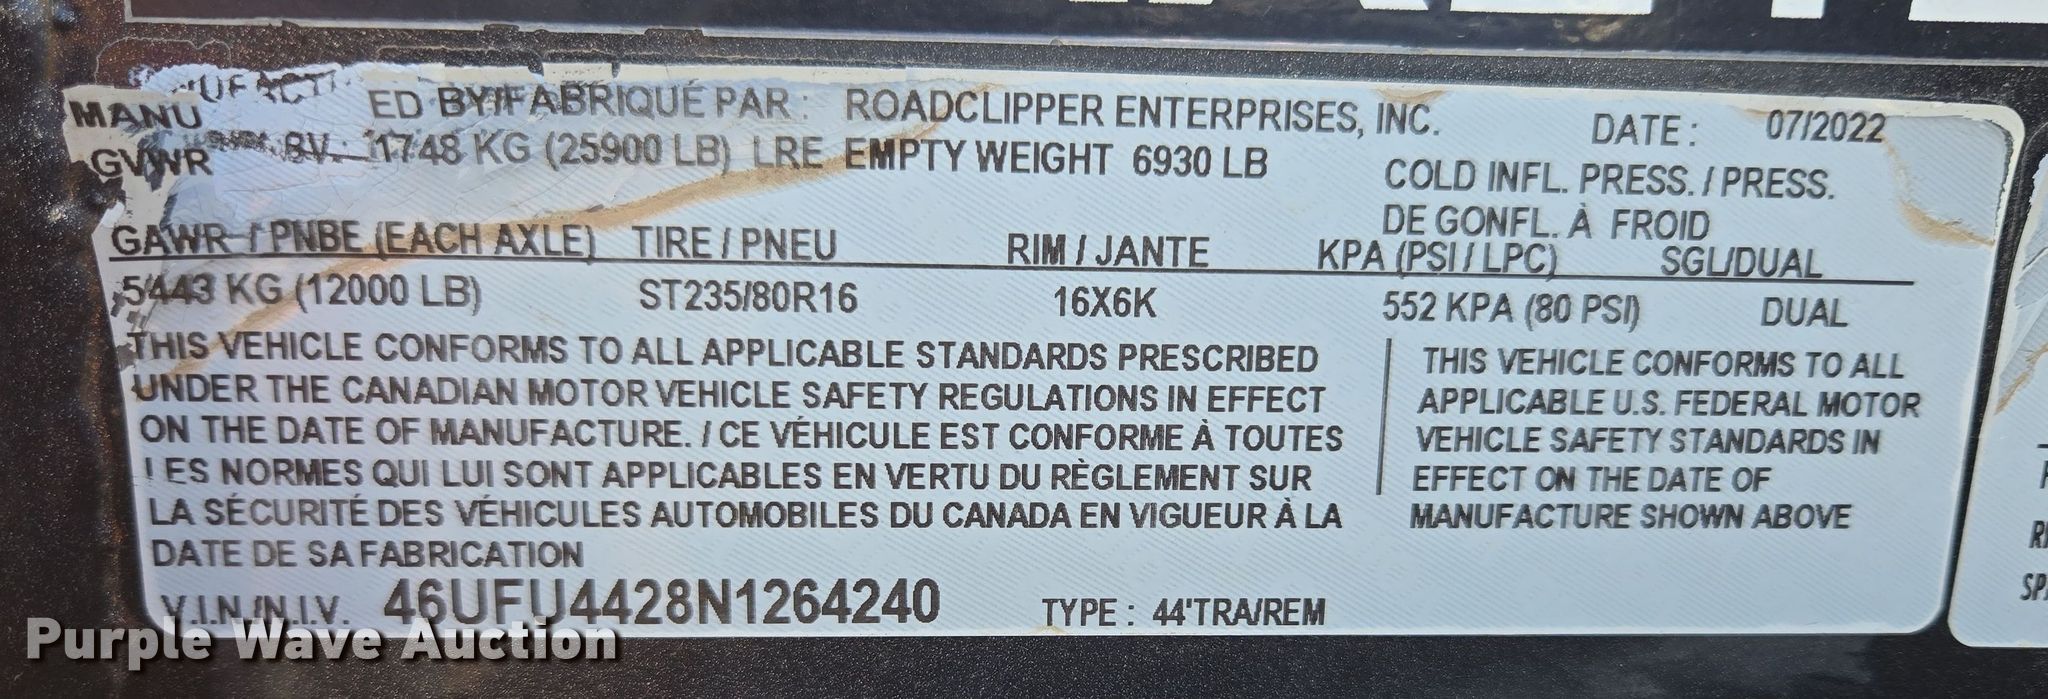 MANU UFACTU ED BY/FABRIQUÉ PAR : ROADCLIPPER ENTERPRISES, INC. DATE : 07/2022
GVWR BV : 11748 KG (25900 LB) LRE EMPTY WEIGHT 6930 LB
COLD INFL. PRESS. / PRESS.
DE GONFL. À FROID
GAWR / PNBE (EACH AXLE) TIRE / PNEU RIM / JANTE KPA (PSI / LPC) SGL/DUAL
5443 KG (12000 LB) ST235/80R16 16X6K 552 KPA (80 PSI) DUAL
THIS VEHICLE CONFORMS TO ALL APPLICABLE STANDARDS PRESCRIBED
UNDER THE CANADIAN MOTOR VEHICLE SAFETY REGULATIONS IN EFFECT
ON THE DATE OF MANUFACTURE. / CE VÉHICULE EST CONFORME À TOUTES
LES NORMES QUI LUI SONT APPLICABLES EN VERTU DU RÈGLEMENT SUR
LA SÉCURITÉ DES VÉHICULES AUTOMOBILES DU CANADA EN VIGUEUR À LA
DATE DE SA FABRICATION
THIS VEHICLE CONFORMS TO ALL
APPLICABLE U.S. FEDERAL MOTOR
VEHICLE SAFETY STANDARDS IN
EFFECT ON THE DATE OF
MANUFACTURE SHOWN ABOVE
V.I.N./N.I.V. 46UFU4428N1264240 TYPE : 44'TRA/REM
Purple Wave Auction